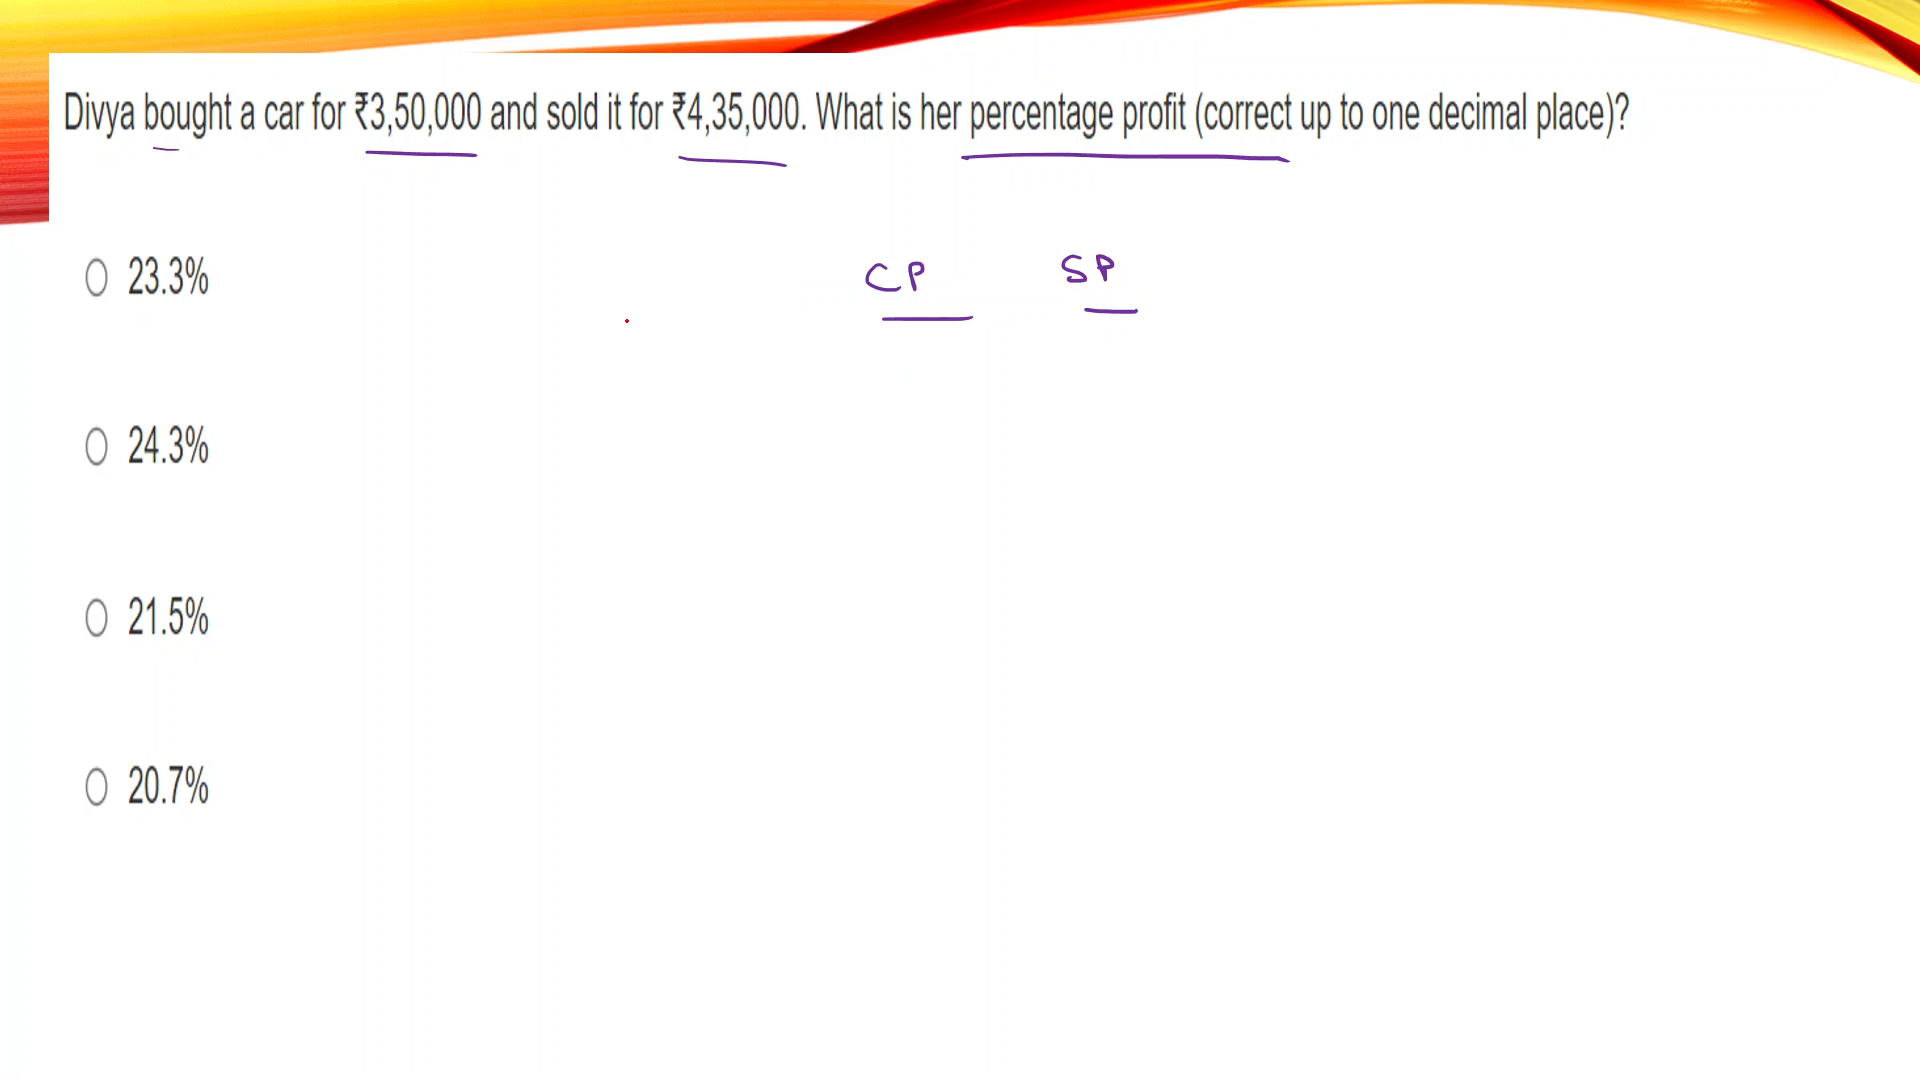 Divya bought a car for ₹3,50,000 and sold it for ₹4,35,000. What is her percentage profit (correct up to one decimal place)?
23.3%
CP SP
24.3%
21.5%
20.7%